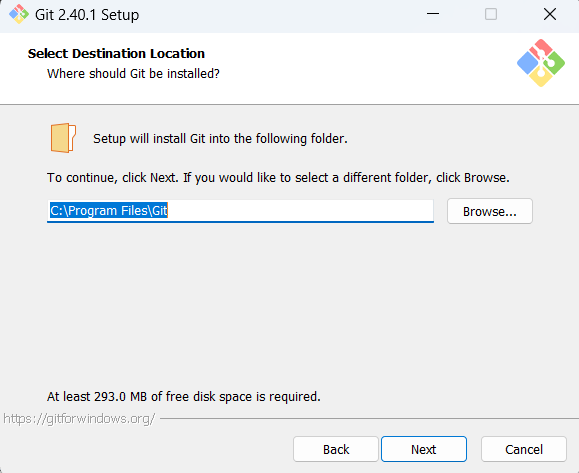 Git 2.40.1 Setup
Select Destination Location
Where should Git be installed?
Setup will install Git into the following folder.
To continue, click Next. If you would like to select a different folder, click Browse.
C:\Program Files\Git
Browse...
At least 293.0 MB of free disk space is required.
https://gitforwindows.org/
Back
Next
Cancel